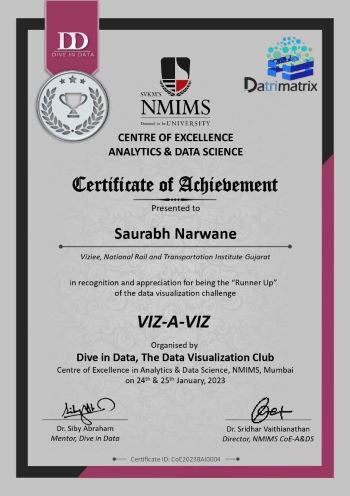 DD
DIVE IN DATA
SVKM'S
NMIMS
Deemed to be UNIVERSITY
Datrimatrix
CENTRE OF EXCELLENCE
ANALYTICS & DATA SCIENCE
Certificate of Achievement
Presented to
Saurabh Narwane
Viziee, National Rail and Transportation Institute Gujarat
in recognition and appreciation for being the "Runner Up"
of the data visualization challenge
VIZ-A-VIZ
Organised by
Dive in Data, The Data Visualization Club
Centre of Excellence in Analytics & Data Science, NMIMS, Mumbai
on 24th & 25th January, 2023
Dr. Siby Abraham
Mentor, Dive in Data
Dr. Sridhar Vaithianathan
Director, NMIMS CoE-A&DS
Certificate ID: CoE2023BAI0004